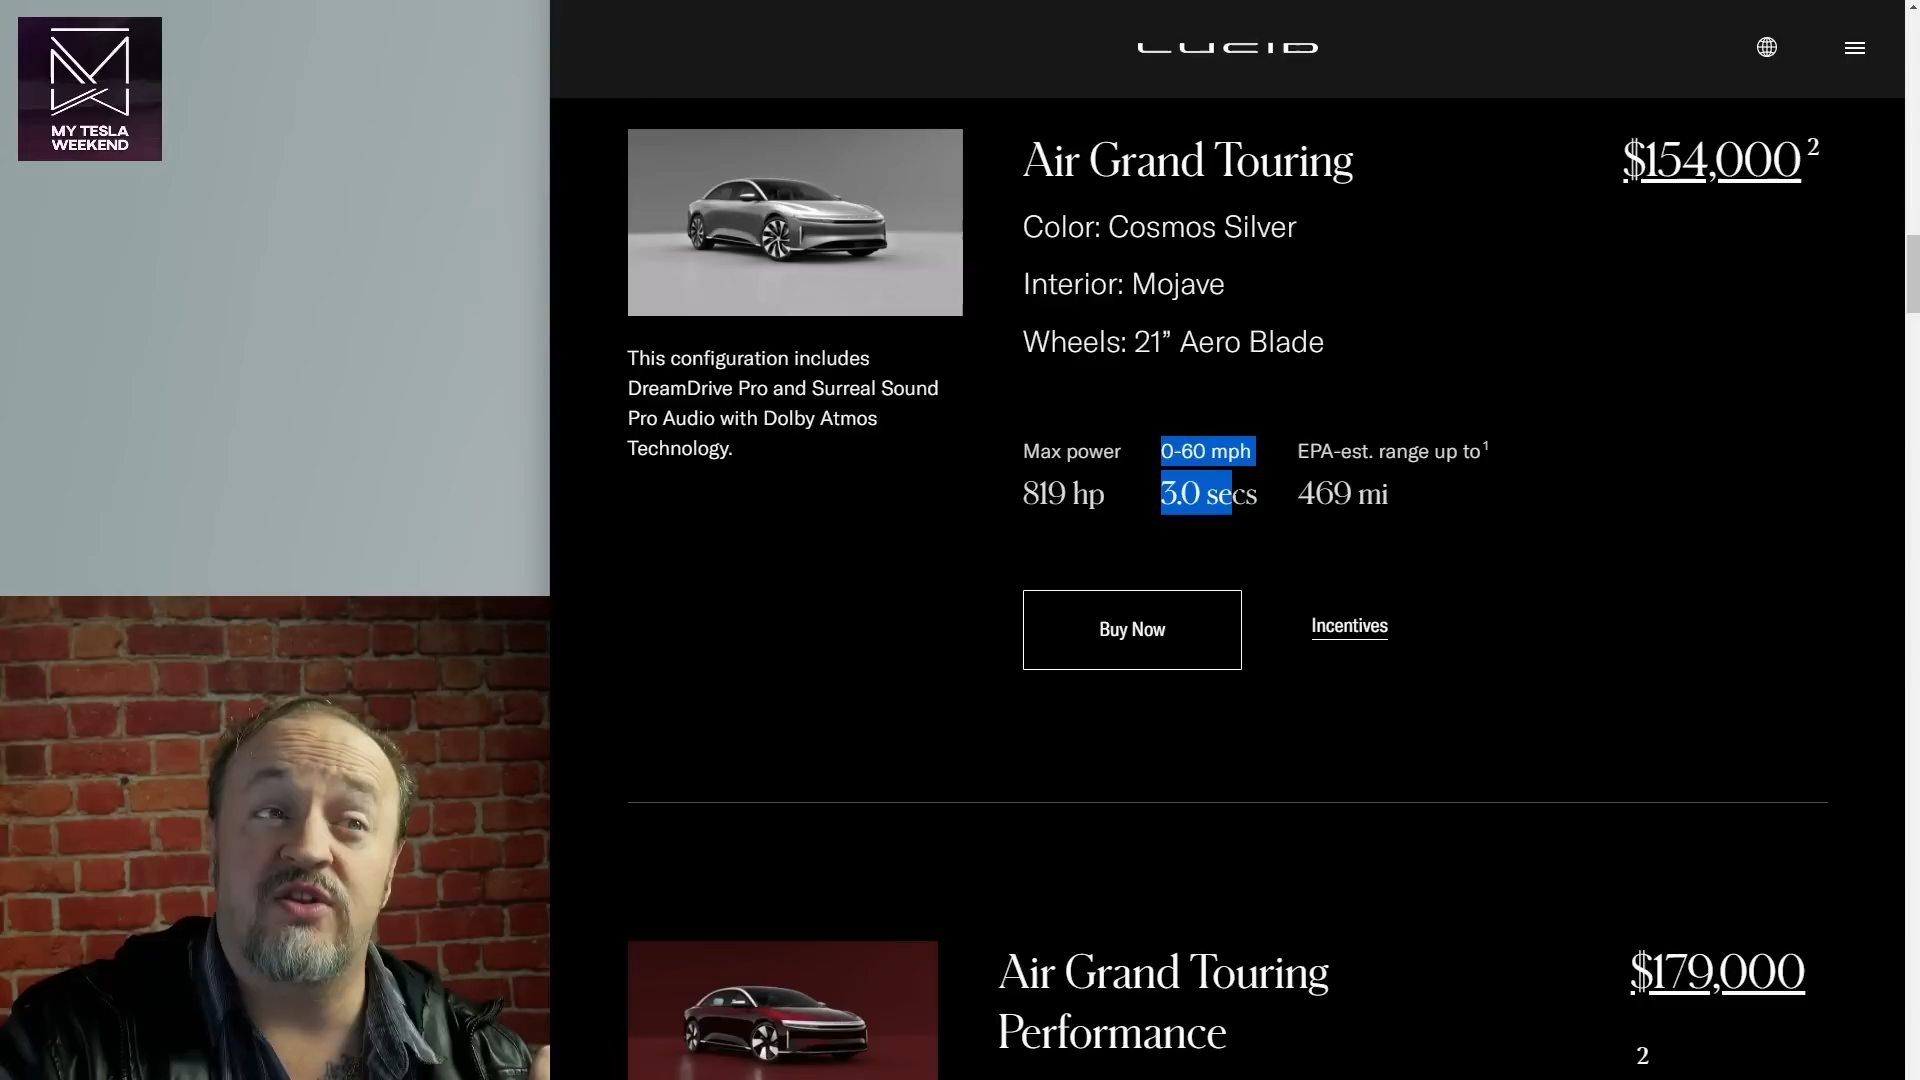 MY TESLA
WEEKEND
LUCID
Air Grand Touring
$154,000 2
Color: Cosmos Silver
Interior: Mojave
Wheels: 21” Aero Blade
This configuration includes
DreamDrive Pro and Surreal Sound
Pro Audio with Dolby Atmos
Technology.
Max power
819 hp
0-60 mph
3.0 secs
EPA-est. range up to 1
469 mi
Buy Now
Incentives
Air Grand Touring
Performance
$179,000
2